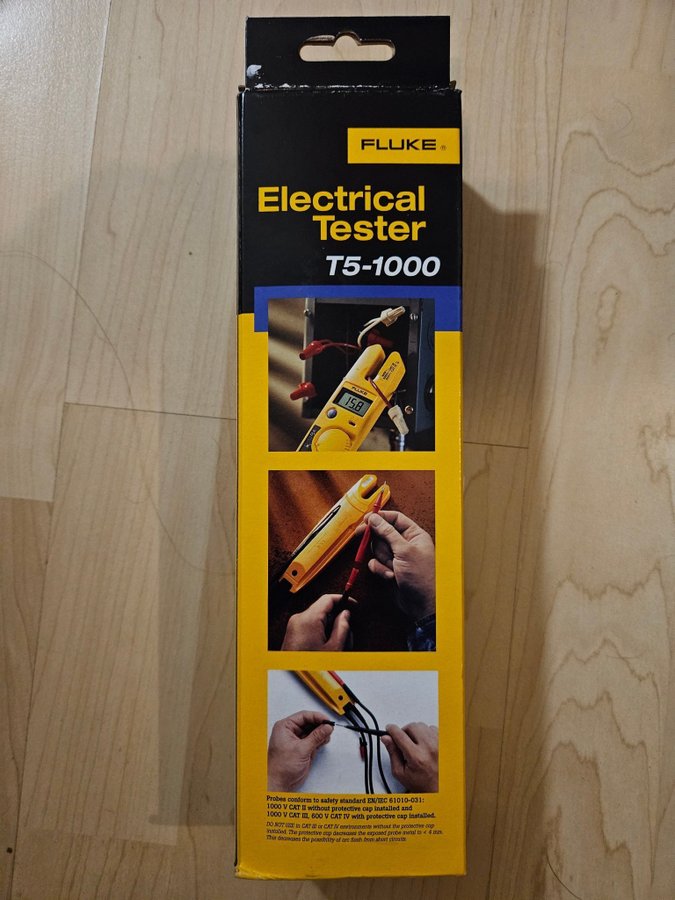 FLUKE ®
Electrical
Tester
T5-1000
FLUKE
15.8
Probes conform to safety standard EN/IEC 61010-031:
1000 V CAT II without protective cap installed and
1000 V CAT III, 600 V CAT IV with protective cap installed.
DO NOT USE in CAT III or CAT IV environments without the protective cap
installed. The protective cap decreases the exposed probe metal to < 4 mm.
This decreases the possibility of arc flash from short circuits.